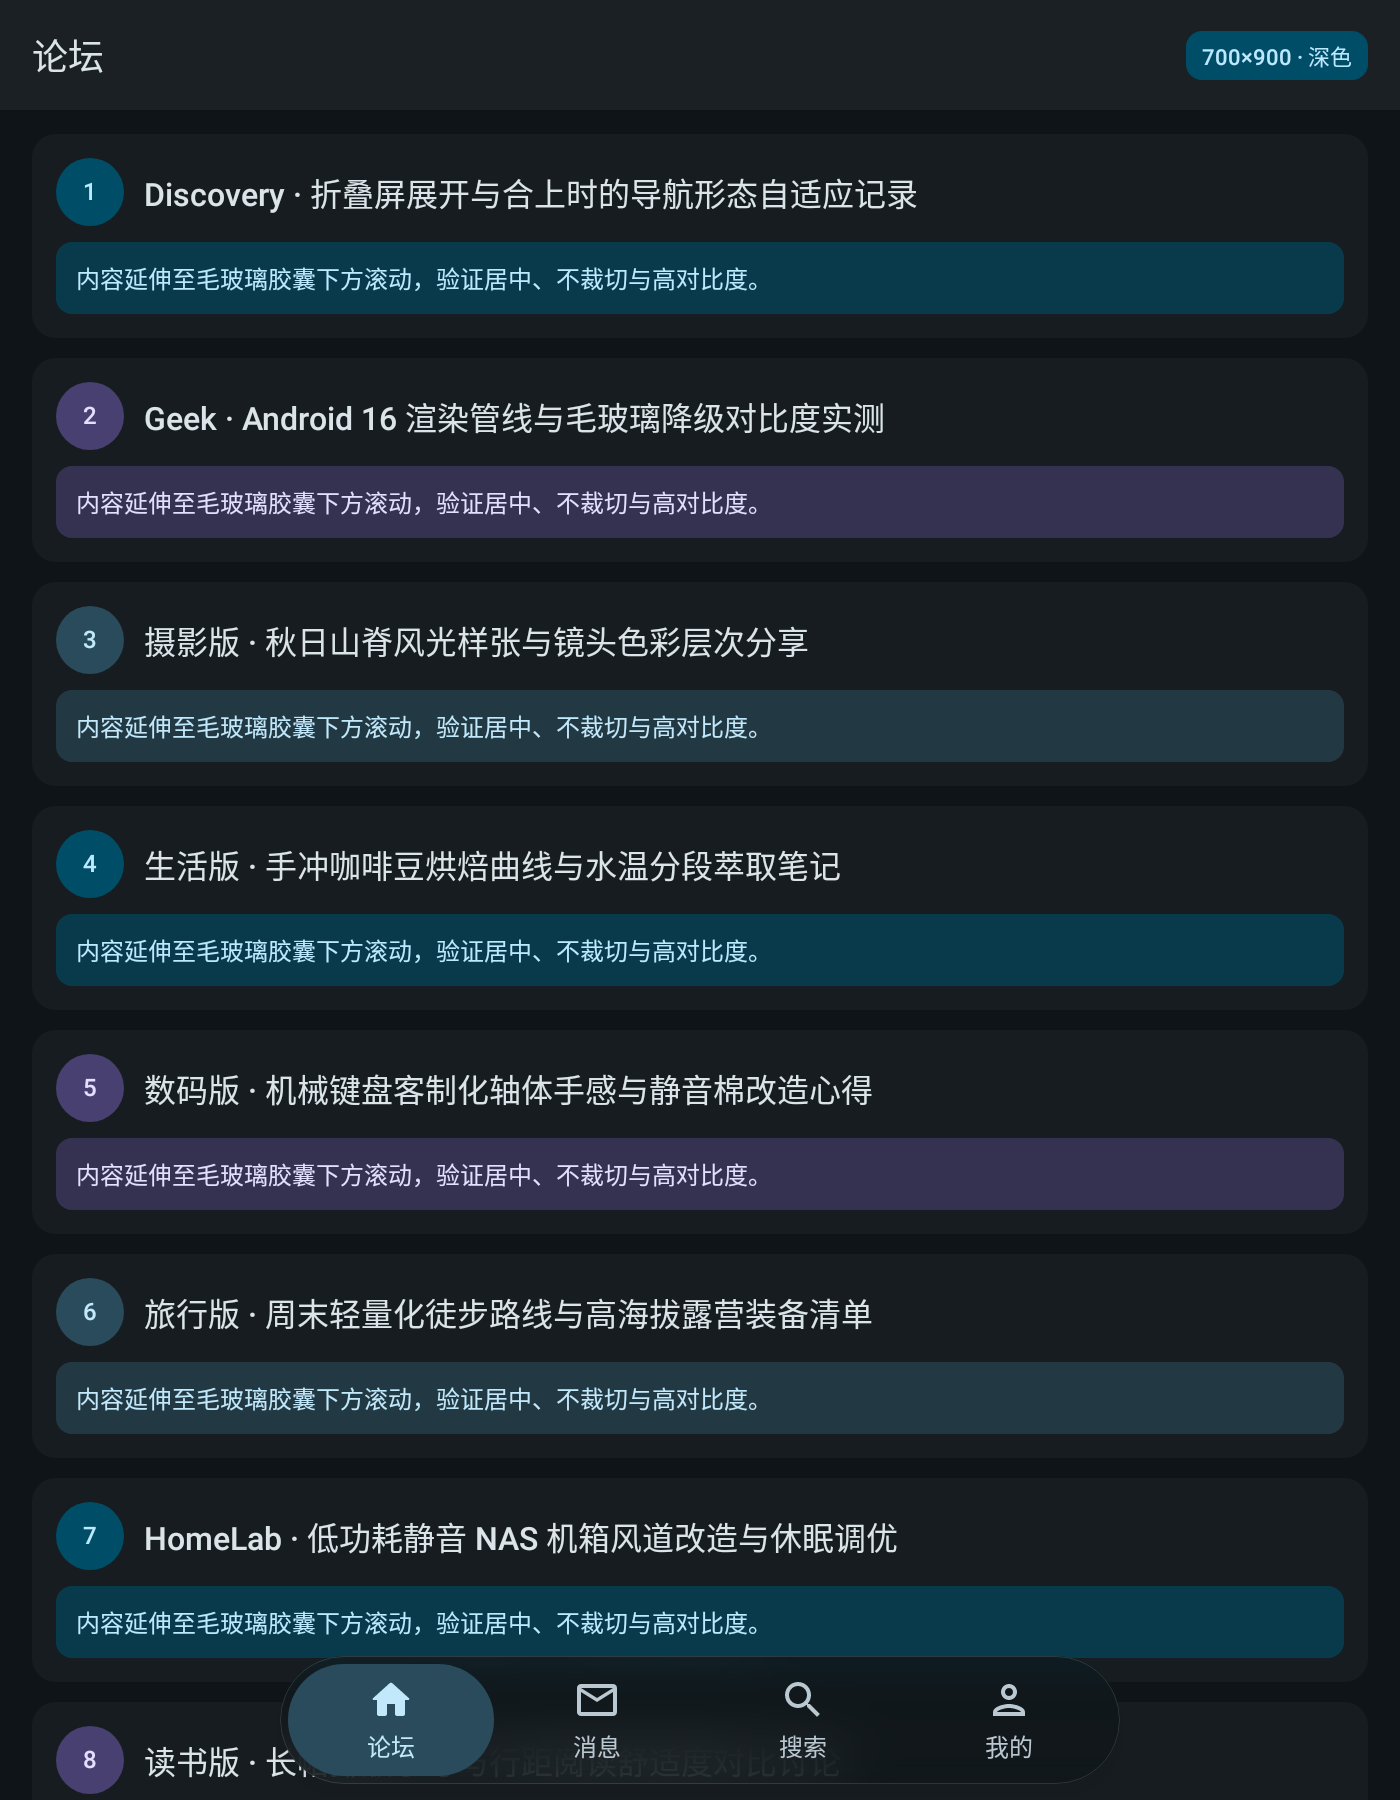 论坛
700×900 · 深色
1
Discovery · 折叠屏展开与合上时的导航形态自适应记录
内容延伸至毛玻璃胶囊下方滚动，验证居中、不裁切与高对比度。
2
Geek · Android 16 渲染管线与毛玻璃降级对比度实测
内容延伸至毛玻璃胶囊下方滚动，验证居中、不裁切与高对比度。
3
摄影版 · 秋日山脊风光样张与镜头色彩层次分享
内容延伸至毛玻璃胶囊下方滚动，验证居中、不裁切与高对比度。
4
生活版 · 手冲咖啡豆烘焙曲线与水温分段萃取笔记
内容延伸至毛玻璃胶囊下方滚动，验证居中、不裁切与高对比度。
5
数码版 · 机械键盘客制化轴体手感与静音棉改造心得
内容延伸至毛玻璃胶囊下方滚动，验证居中、不裁切与高对比度。
6
旅行版 · 周末轻量化徒步路线与高海拔露营装备清单
内容延伸至毛玻璃胶囊下方滚动，验证居中、不裁切与高对比度。
7
HomeLab · 低功耗静音 NAS 机箱风道改造与休眠调优
内容延伸至毛玻璃胶囊下方滚动，验证居中、不裁切与高对比度。
8
读书版 · 长 与行距阅读舒适度对比讨论
论坛
消息
搜索
我的